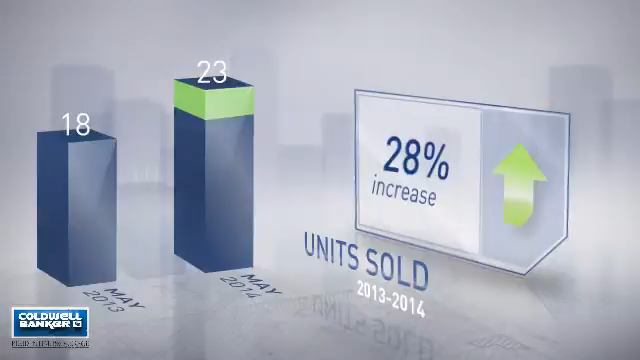 18
23
28%
increase
MAY
2013
MAY
2014
UNITS SOLD
2013-2014
COLDWELL
BANKER